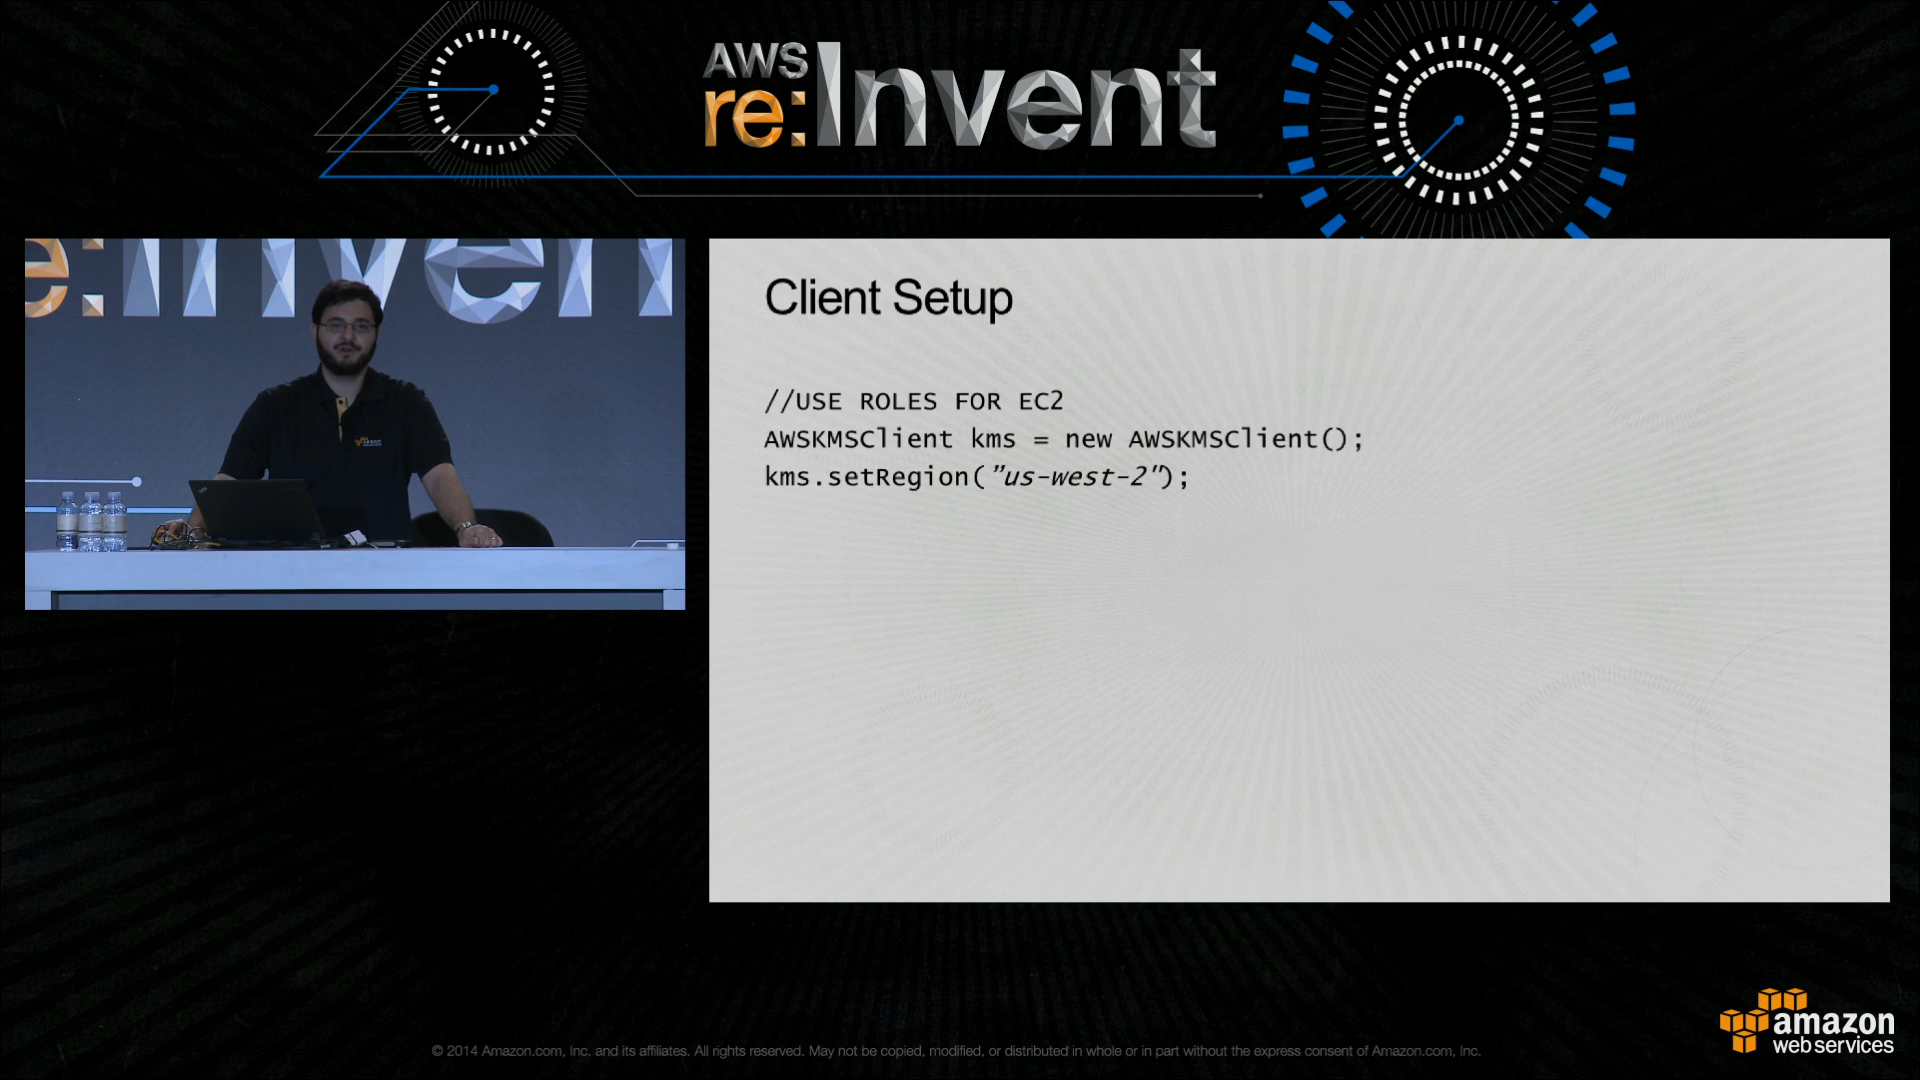 AWS
re:Invent
e:Inven
Client Setup
//USE ROLES FOR EC2
AWSKMSClient kms = new AWSKMSClient();
kms.setRegion(”us-west-2");
amazon
web services
© 2014 Amazon.com, Inc. and its affiliates. All rights reserved. May not be copied, modified, or distributed in whole or in part without the express consent of Amazon.com, Inc.